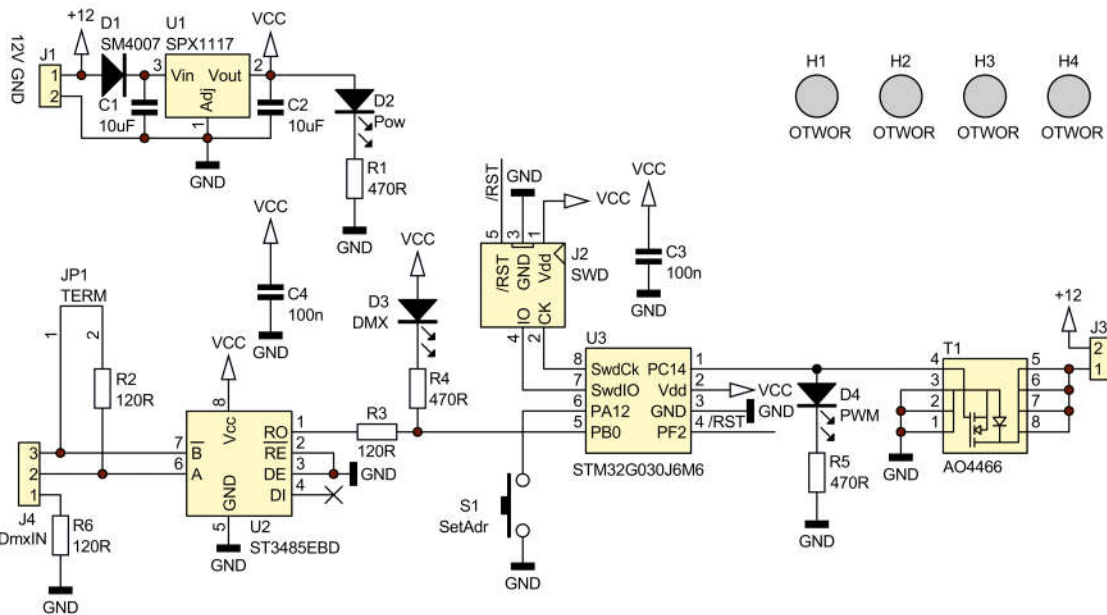 +12
D1
SM4007
U1
SPX1117
VCC
12V GND
J1
1
2
3
Vin
Vout
2
Adj
1
C1
10uF
C2
10uF
D2
Pow
R1
470R
GND
GND
H1
H2
H3
H4
OTWOR
OTWOR
OTWOR
OTWOR
VCC
C4
100n
GND
JP1
TERM
1
2
R2
120R
VCC
D3
DMX
R4
470R
/RST
GND
VCC
5
3
1
/RST
GND
Vdd
IO
CK
4
2
J2
SWD
VCC
C3
100n
GND
VCC
8
Vcc
7
B
6
A
GND
5
RO
1
RE
2
DE
3
DI
4
U2
ST3485EBD
GND
GND
R3
120R
3
2
1
J4
DmxIN
R6
120R
GND
U3
8
SwdCk
7
SwdIO
6
PA12
5
PB0
PC14
1
Vdd
2
GND
3
PF2
4
/RST
STM32G030J6M6
VCC
GND
S1
SetAdr
GND
D4
PWM
R5
470R
GND
T1
4
3
2
1
5
6
7
8
AO4466
GND
+12
J3
2
1